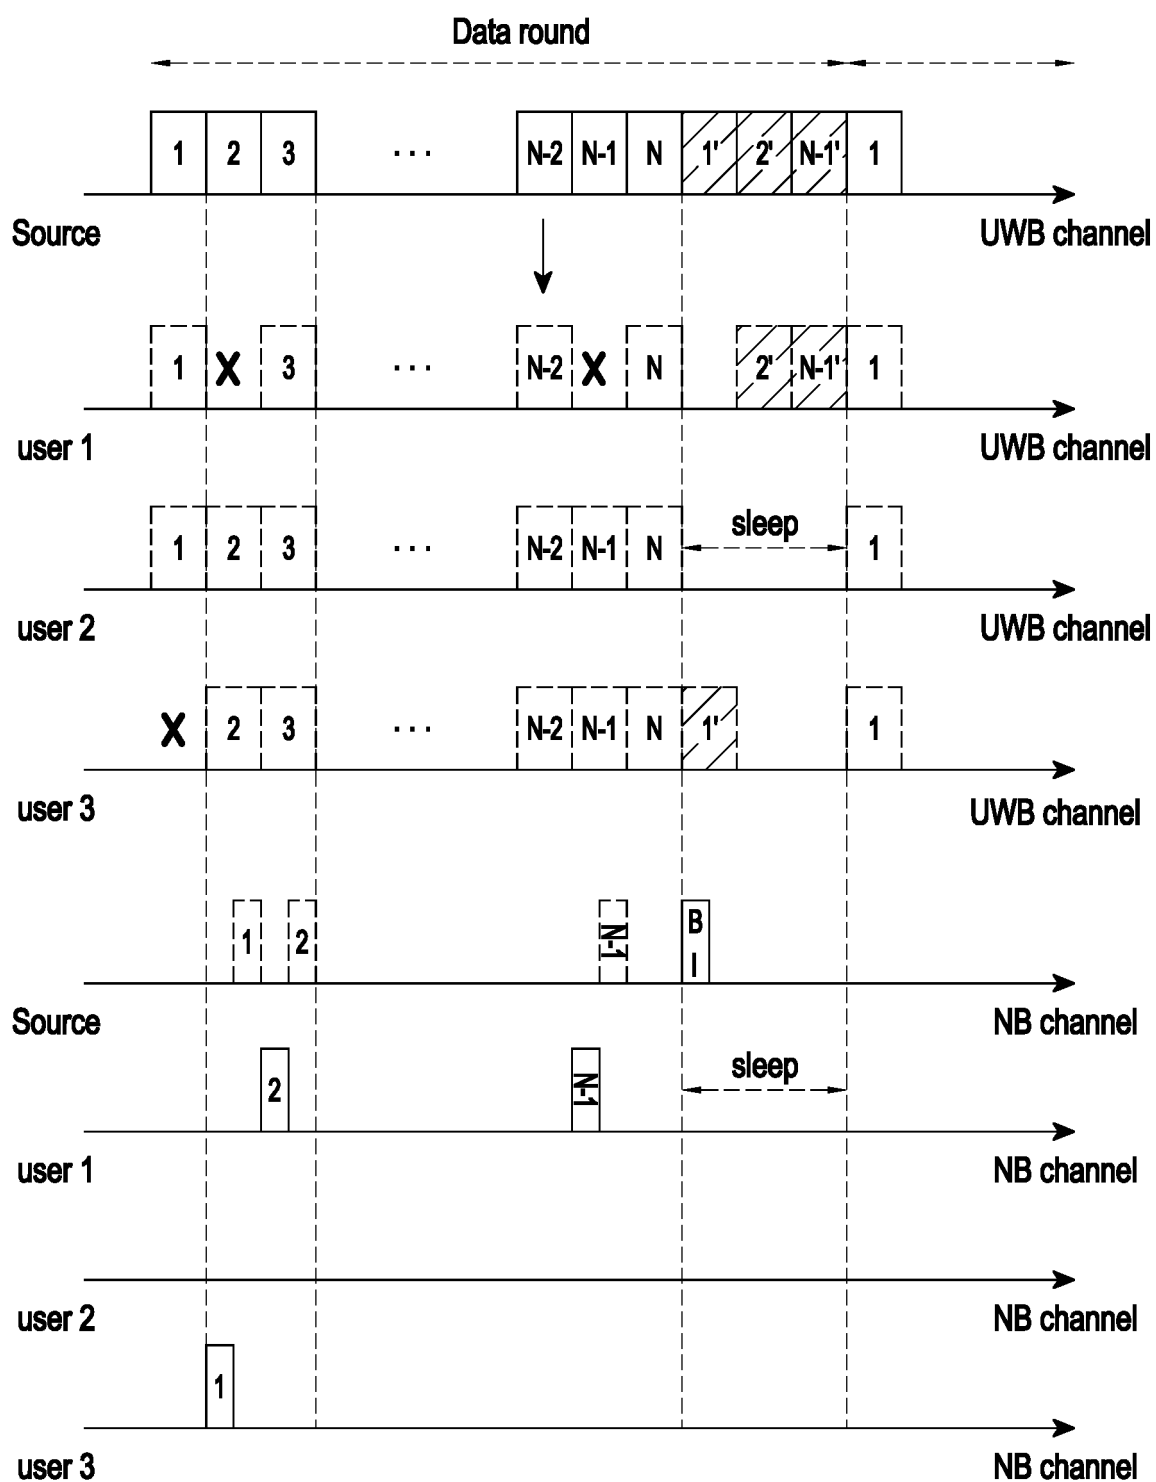 Data round
1 2 3 ... N-2 N-1 N 1' 2' N-1' 1
Source UWB channel
1 X 3 ... N-2 X N 2' N-1' 1
user 1 UWB channel
sleep
1 2 3 ... N-2 N-1 N 1
user 2 UWB channel
X 2 3 ... N-2 N-1 N 1' 1
user 3 UWB channel
1 2 N-1 B I
Source NB channel
sleep
2 N-1
user 1 NB channel
user 2 NB channel
1
user 3 NB channel